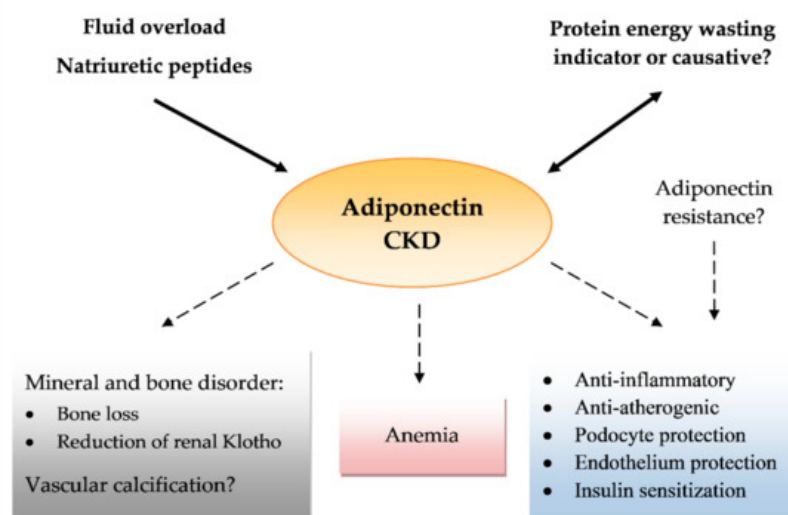 Fluid overload
Natriuretic peptides
Protein energy wasting
indicator or causative?
Adiponectin
CKD
Adiponectin
resistance?
Mineral and bone disorder:
• Bone loss
• Reduction of renal Klotho
Vascular calcification?
Anemia
• Anti-inflammatory
• Anti-atherogenic
• Podocyte protection
• Endothelium protection
• Insulin sensitization